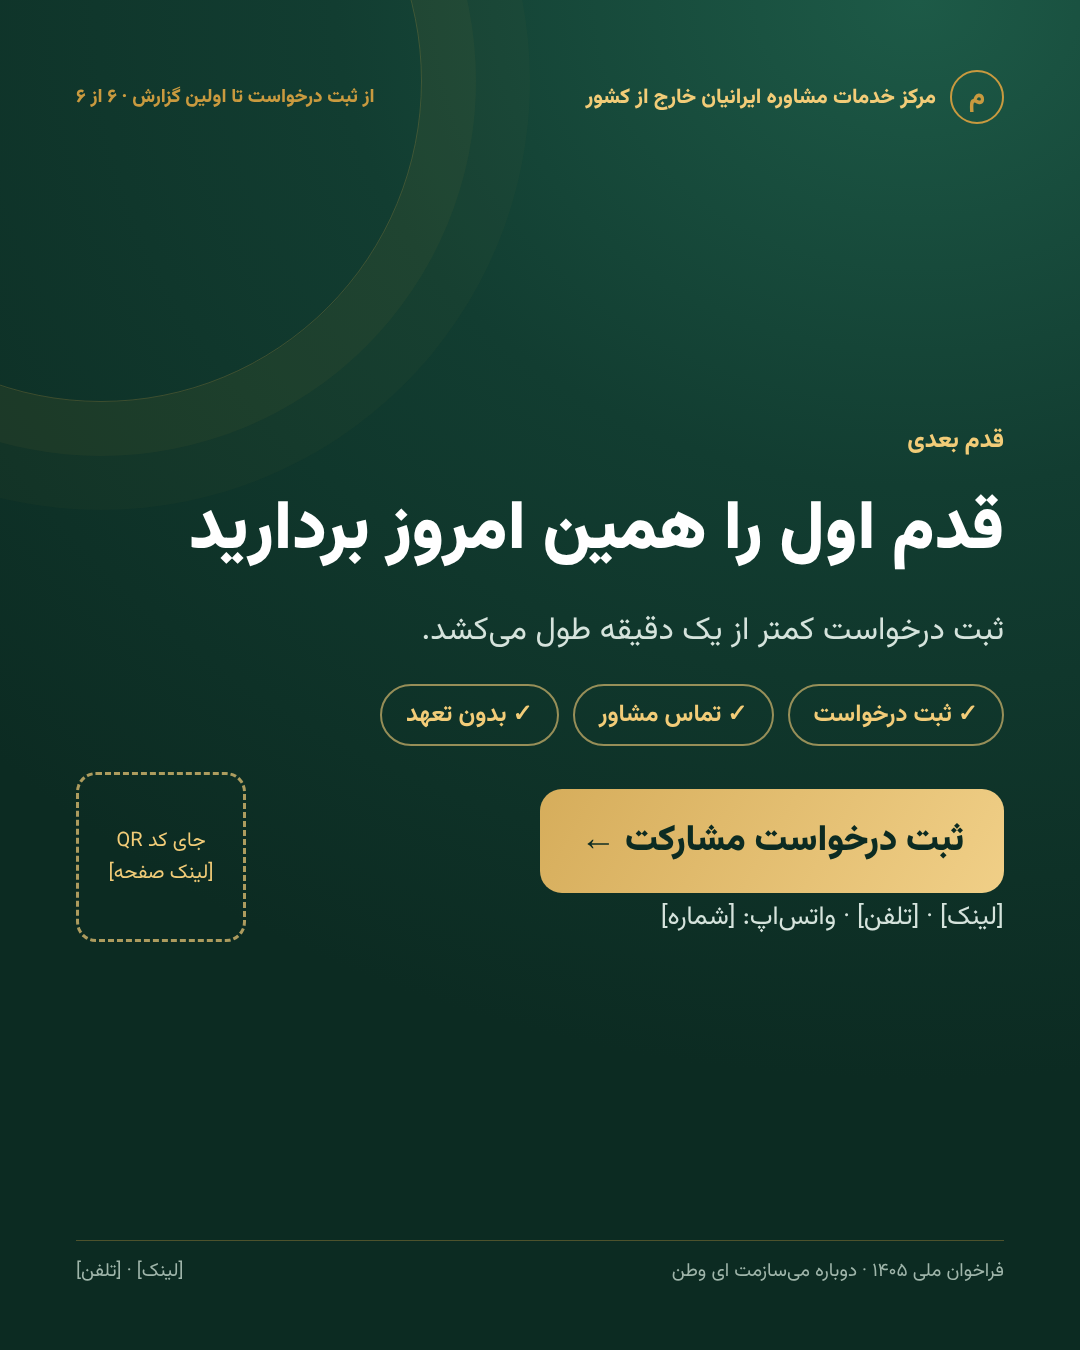 م
مرکز خدمات مشاوره ایرانیان خارج از کشور
از ثبت درخواست تا اولین گزارش · ۶ از ۶
قدم بعدی
قدم اول را همین امروز بردارید
ثبت درخواست کمتر از یک دقیقه طول می‌کشد.
✓ ثبت درخواست
✓ تماس مشاور
✓ بدون تعهد
ثبت درخواست مشارکت ←
[لینک] · [تلفن] · واتس‌اپ: [شماره]
جای کد QR
[لینک صفحه]
فراخوان ملی ۱۴۰۵ · دوباره می‌سازمت ای وطن
[لینک] · [تلفن]